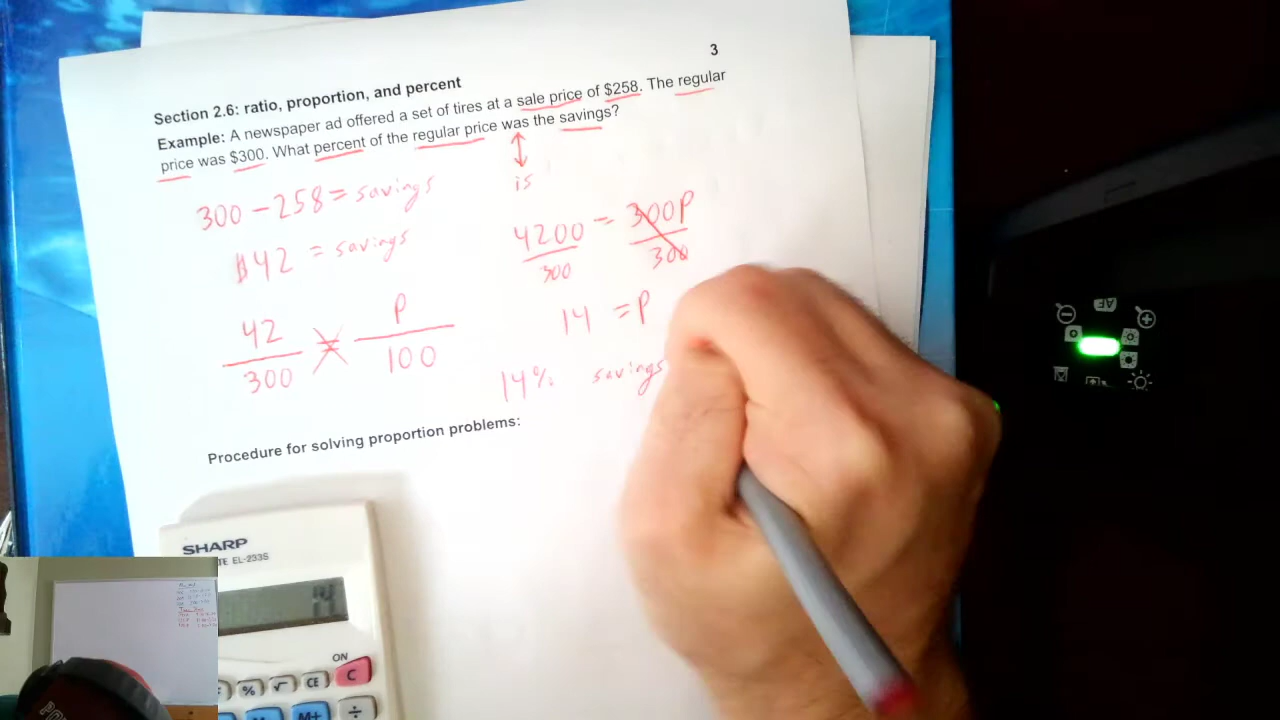 3
Section 2.6: ratio, proportion, and percent
Example: A newspaper ad offered a set of tires at a sale price of $258. The regular
price was $300. What percent of the regular price was the savings?
is
300 - 258 = savings
$42 = savings
42/300 = P/100
4200/300 = 300P/300
14 = P
14% savings
Procedure for solving proportion problems:
SHARP
EL-233S
ON
% √ CE C
M+ ÷
AF